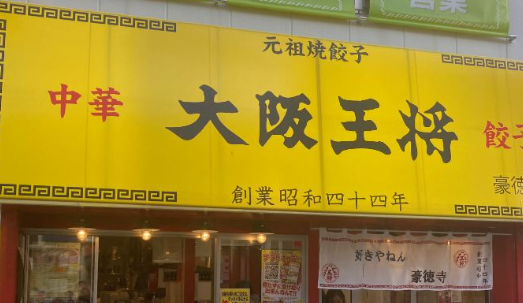 元祖焼餃子
中華
大阪王将
餃子
創業昭和四十四年
豪徳
好きやねん
豪徳寺